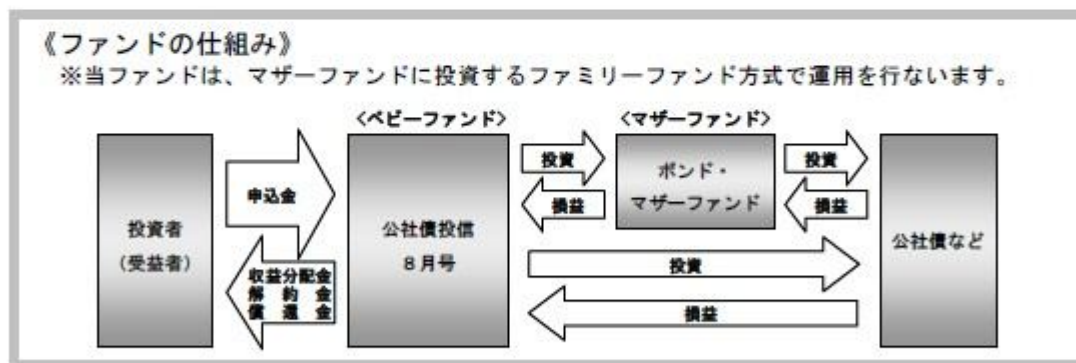 《ファンドの仕組み》
※当ファンドは、マザーファンドに投資するファミリーファンド方式で運用を行ないます。
<ベビーファンド>
<マザーファンド>
投資者
(受益者)
申込金
収益分配金
解約金
償還金
公社債投信
8月号
投資
損益
ボンド・
マザーファンド
投資
損益
投資
損益
公社債など